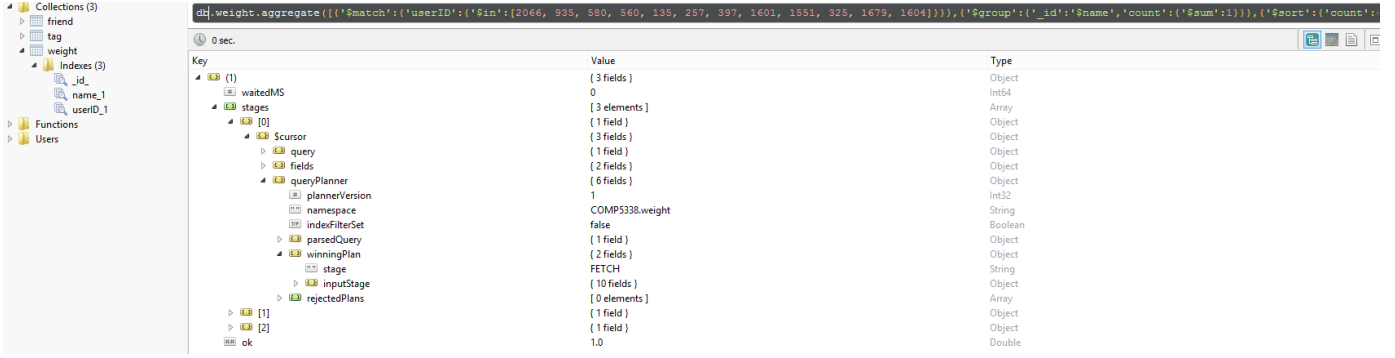 Collections (3)
friend
tag
weight
Indexes (3)
_id_
name_1
userID_1
Functions
Users
db.weight.aggregate([{'$match':{'userID':{'$in':[2066, 935, 580, 560, 135, 257, 397, 1601, 1551, 325, 1679, 1604]}}},{'$group':{'_id':'$name','count':{'$sum':1}}},{'$sort':{'count':-
0 sec.
Key Value Type
(1) { 3 fields } Object
waitedMS 0 Int64
stages [ 3 elements ] Array
[0] { 1 field } Object
$cursor { 3 fields } Object
query { 1 field } Object
fields { 2 fields } Object
queryPlanner { 6 fields } Object
plannerVersion 1 Int32
namespace COMP5338.weight String
indexFilterSet false Boolean
parsedQuery { 1 field } Object
winningPlan { 2 fields } Object
stage FETCH String
inputStage { 10 fields } Object
rejectedPlans [ 0 elements ] Array
[1] { 1 field } Object
[2] { 1 field } Object
ok 1.0 Double